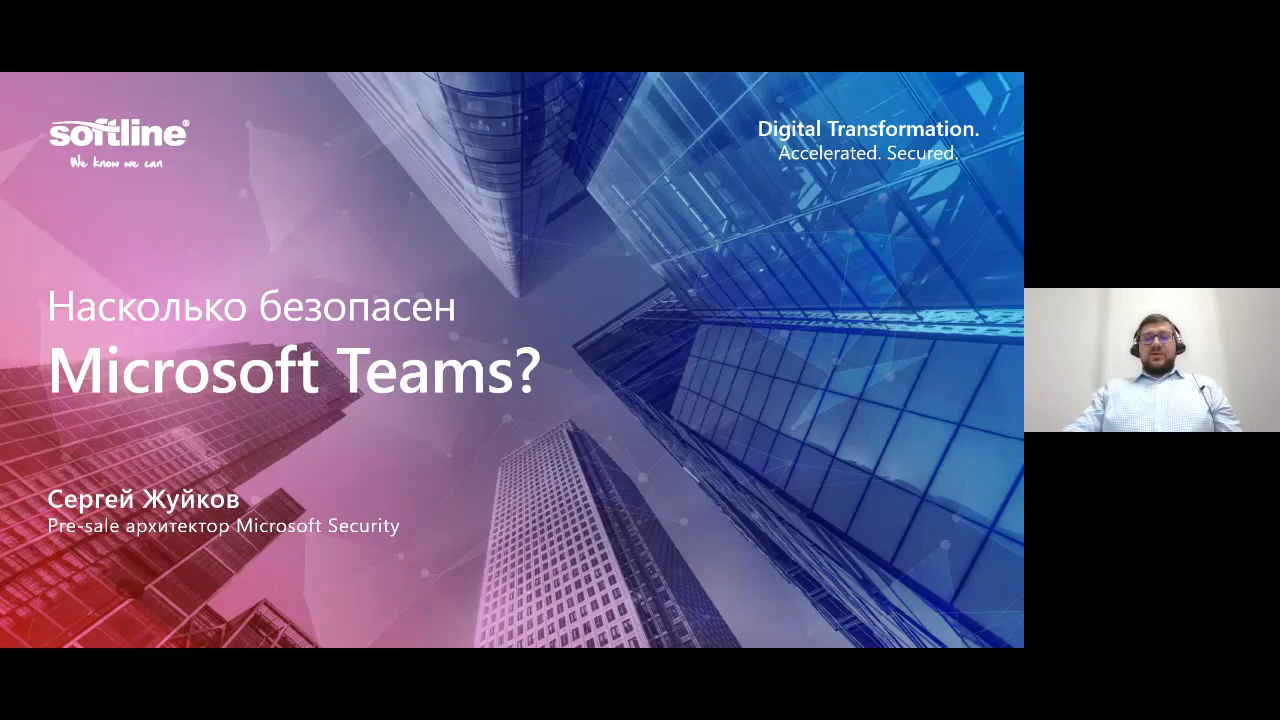 softline®
We know we can
Digital Transformation.
Accelerated. Secured.
Насколько безопасен
Microsoft Teams?
Сергей Жуйков
Pre-sale архитектор Microsoft Security